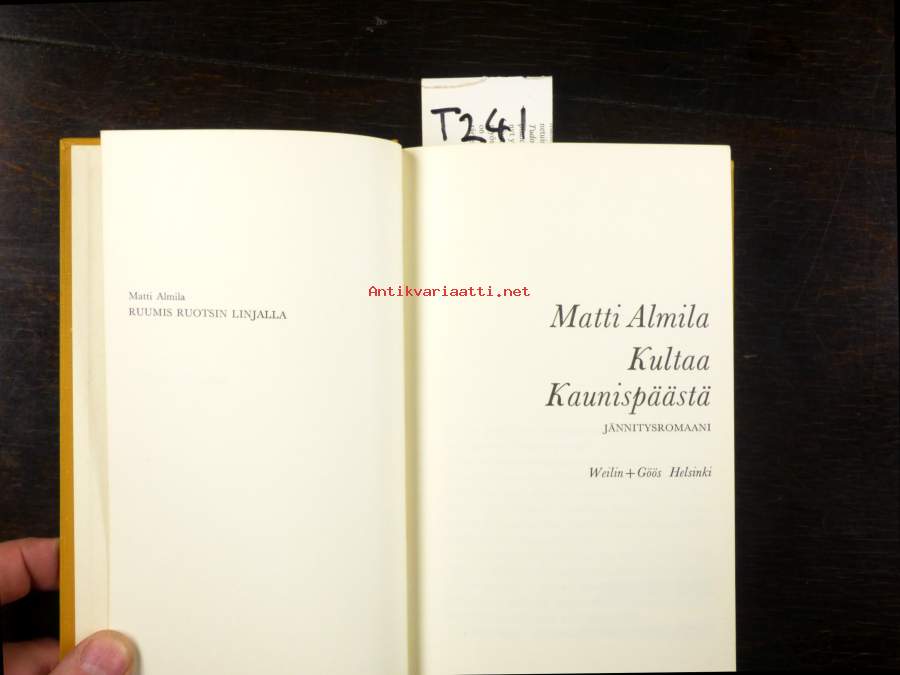 T241
Matti Almila
RUUMIS RUOTSIN LINJALLA
Antikvariaatti.net
Matti Almila
Kultaa
Kaunispäästä
JÄNNITYSROMAANI
Weilin+Göös Helsinki